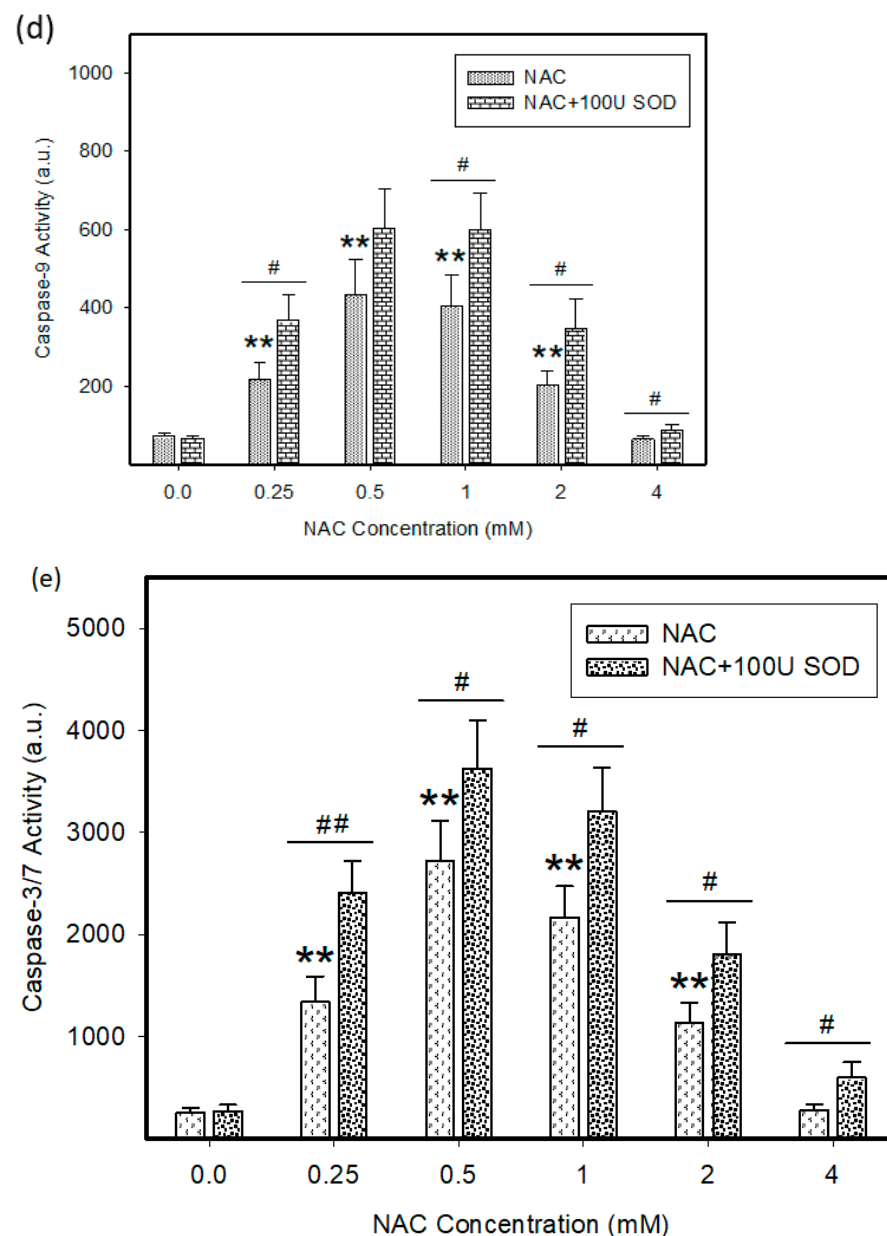 (d)
1000
800
600
400
200
Caspase-9 Activity (a.u.)
NAC
NAC+100U SOD
#
#
#
#
**
**
**
**
0.0 0.25 0.5 1 2 4
NAC Concentration (mM)
(e)
5000
4000
3000
2000
1000
Caspase-3/7 Activity (a.u.)
NAC
NAC+100U SOD
##
#
#
#
#
**
**
**
**
0.0 0.25 0.5 1 2 4
NAC Concentration (mM)